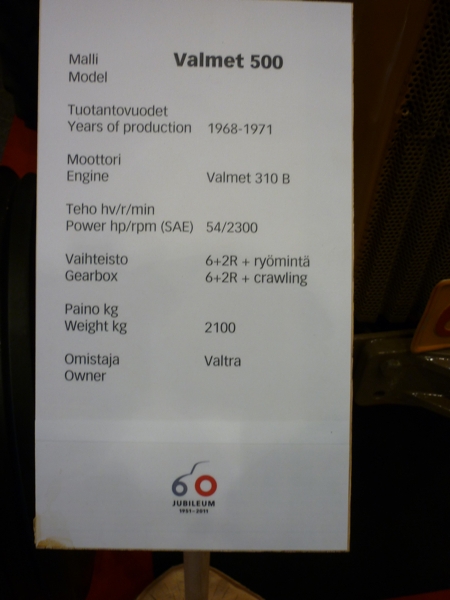 Malli Valmet 500
Model
Tuotantovuodet
Years of production 1968-1971
Moottori
Engine Valmet 310 B
Teho hv/r/min
Power hp/rpm (SAE) 54/2300
Vaihteisto 6+2R + ryömintä
Gearbox 6+2R + crawling
Paino kg
Weight kg 2100
Omistaja Valtra
Owner
60
JUBILEUM
1951-2011